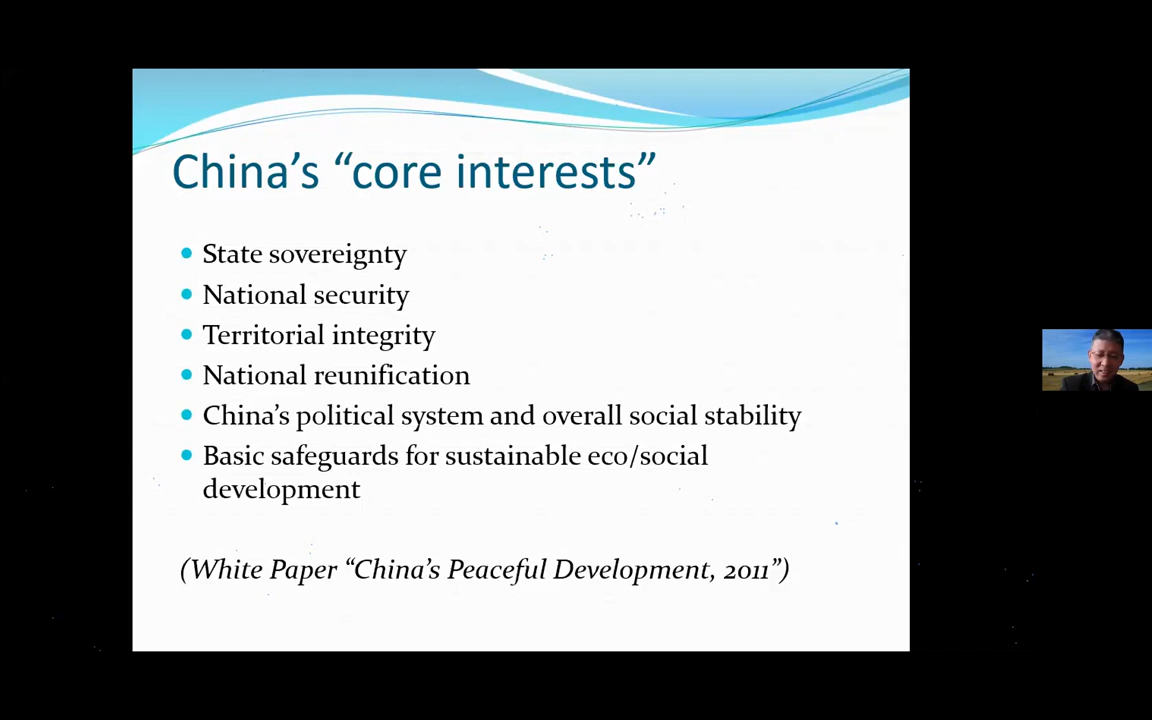 China’s “core interests”
State sovereignty
National security
Territorial integrity
National reunification
China’s political system and overall social stability
Basic safeguards for sustainable eco/social
development
(White Paper “China’s Peaceful Development, 2011”)